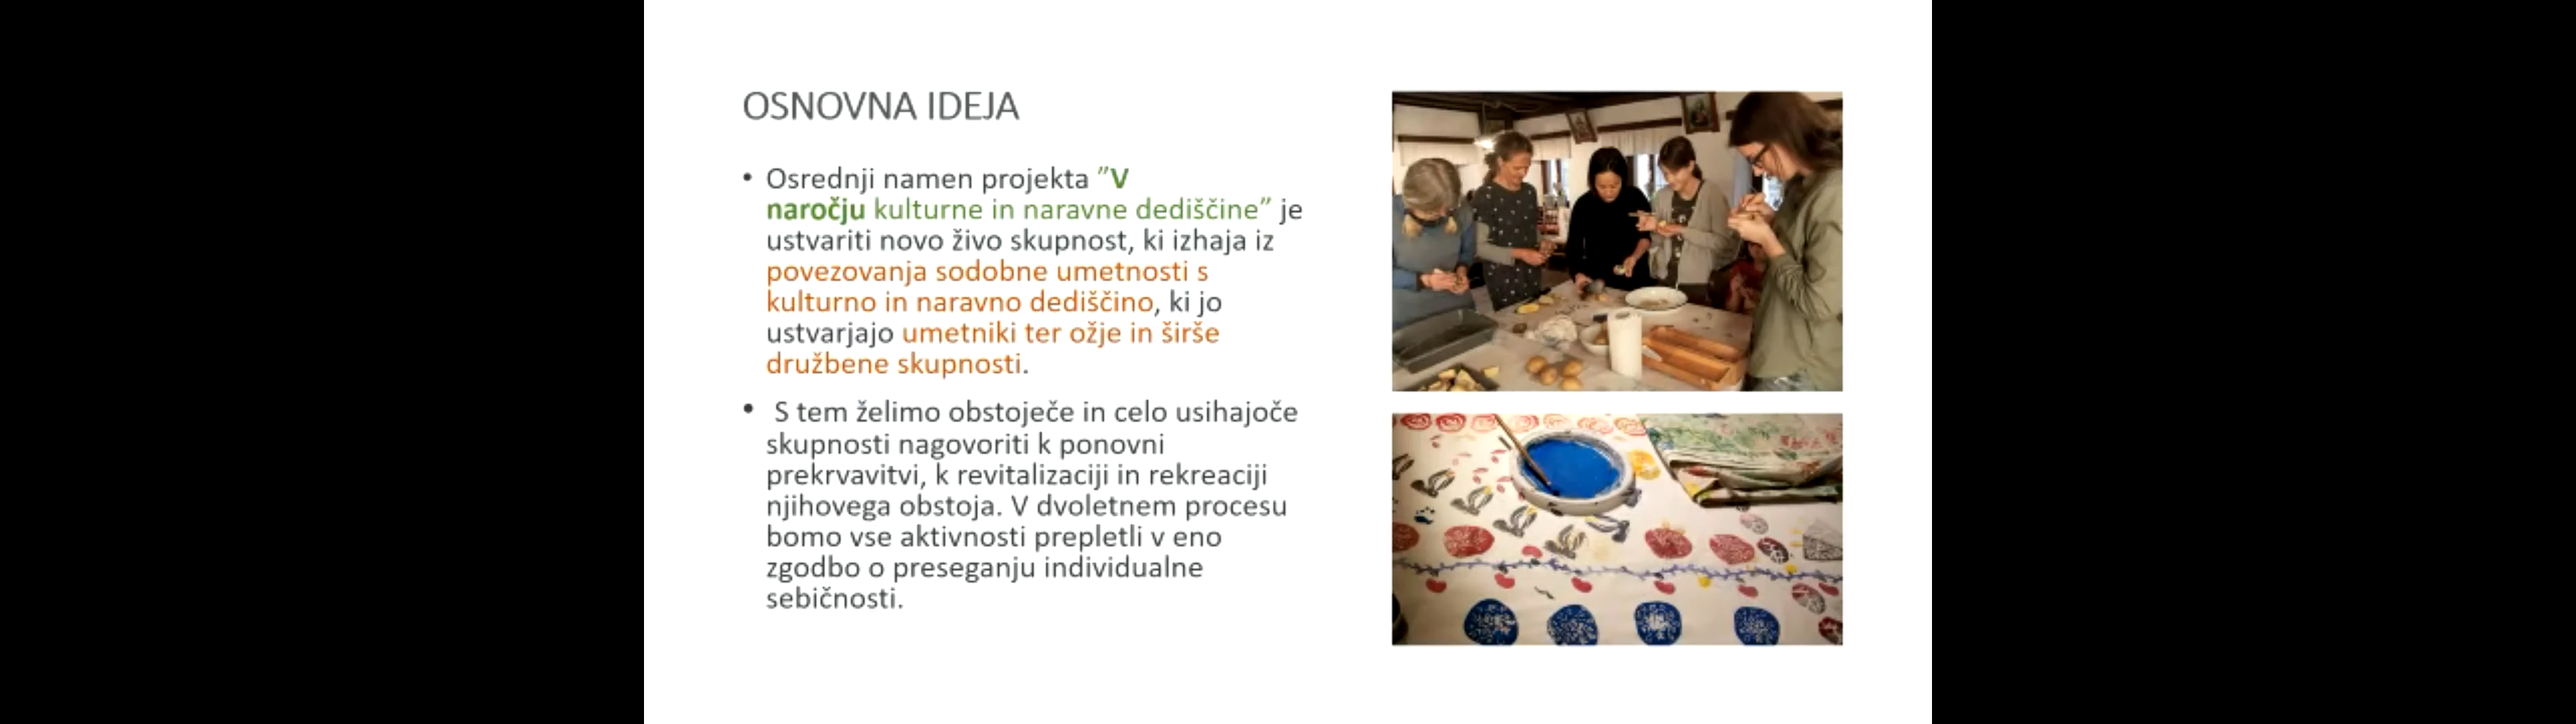 OSNOVNA IDEJA
• Osrednji namen projekta ”V
naročju kulturne in naravne dediščine” je
ustvariti novo živo skupnost, ki izhaja iz
povezovanja sodobne umetnosti s
kulturno in naravno dediščino, ki jo
ustvarjajo umetniki ter ožje in širše
družbene skupnosti.
• S tem želimo obstoječe in celo usihajoče
skupnosti nagovoriti k ponovni
prekrvavitvi, k revitalizaciji in rekreaciji
njihovega obstoja. V dvoletnem procesu
bomo vse aktivnosti prepletli v eno
zgodbo o preseganju individualne
sebičnosti.